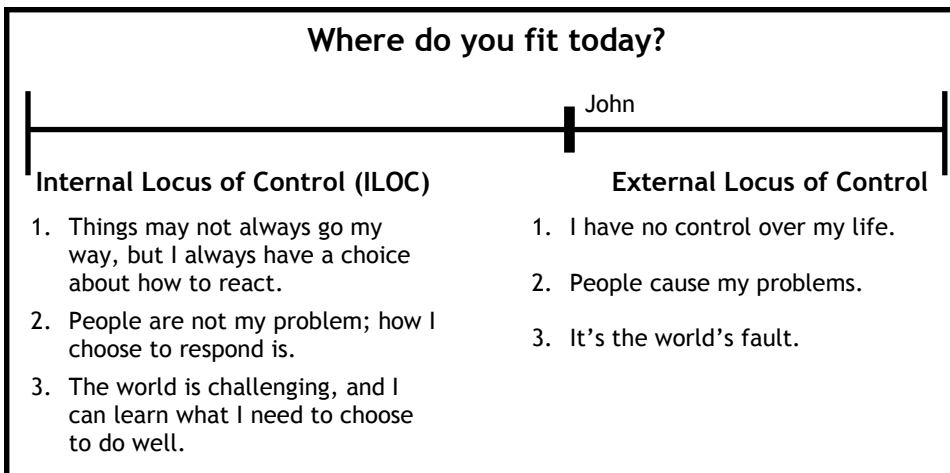 Where do you fit today?
John
Internal Locus of Control (ILOC)
1. Things may not always go my
way, but I always have a choice
about how to react.
2. People are not my problem; how I
choose to respond is.
3. The world is challenging, and I
can learn what I need to choose
to do well.
External Locus of Control
1. I have no control over my life.
2. People cause my problems.
3. It’s the world’s fault.